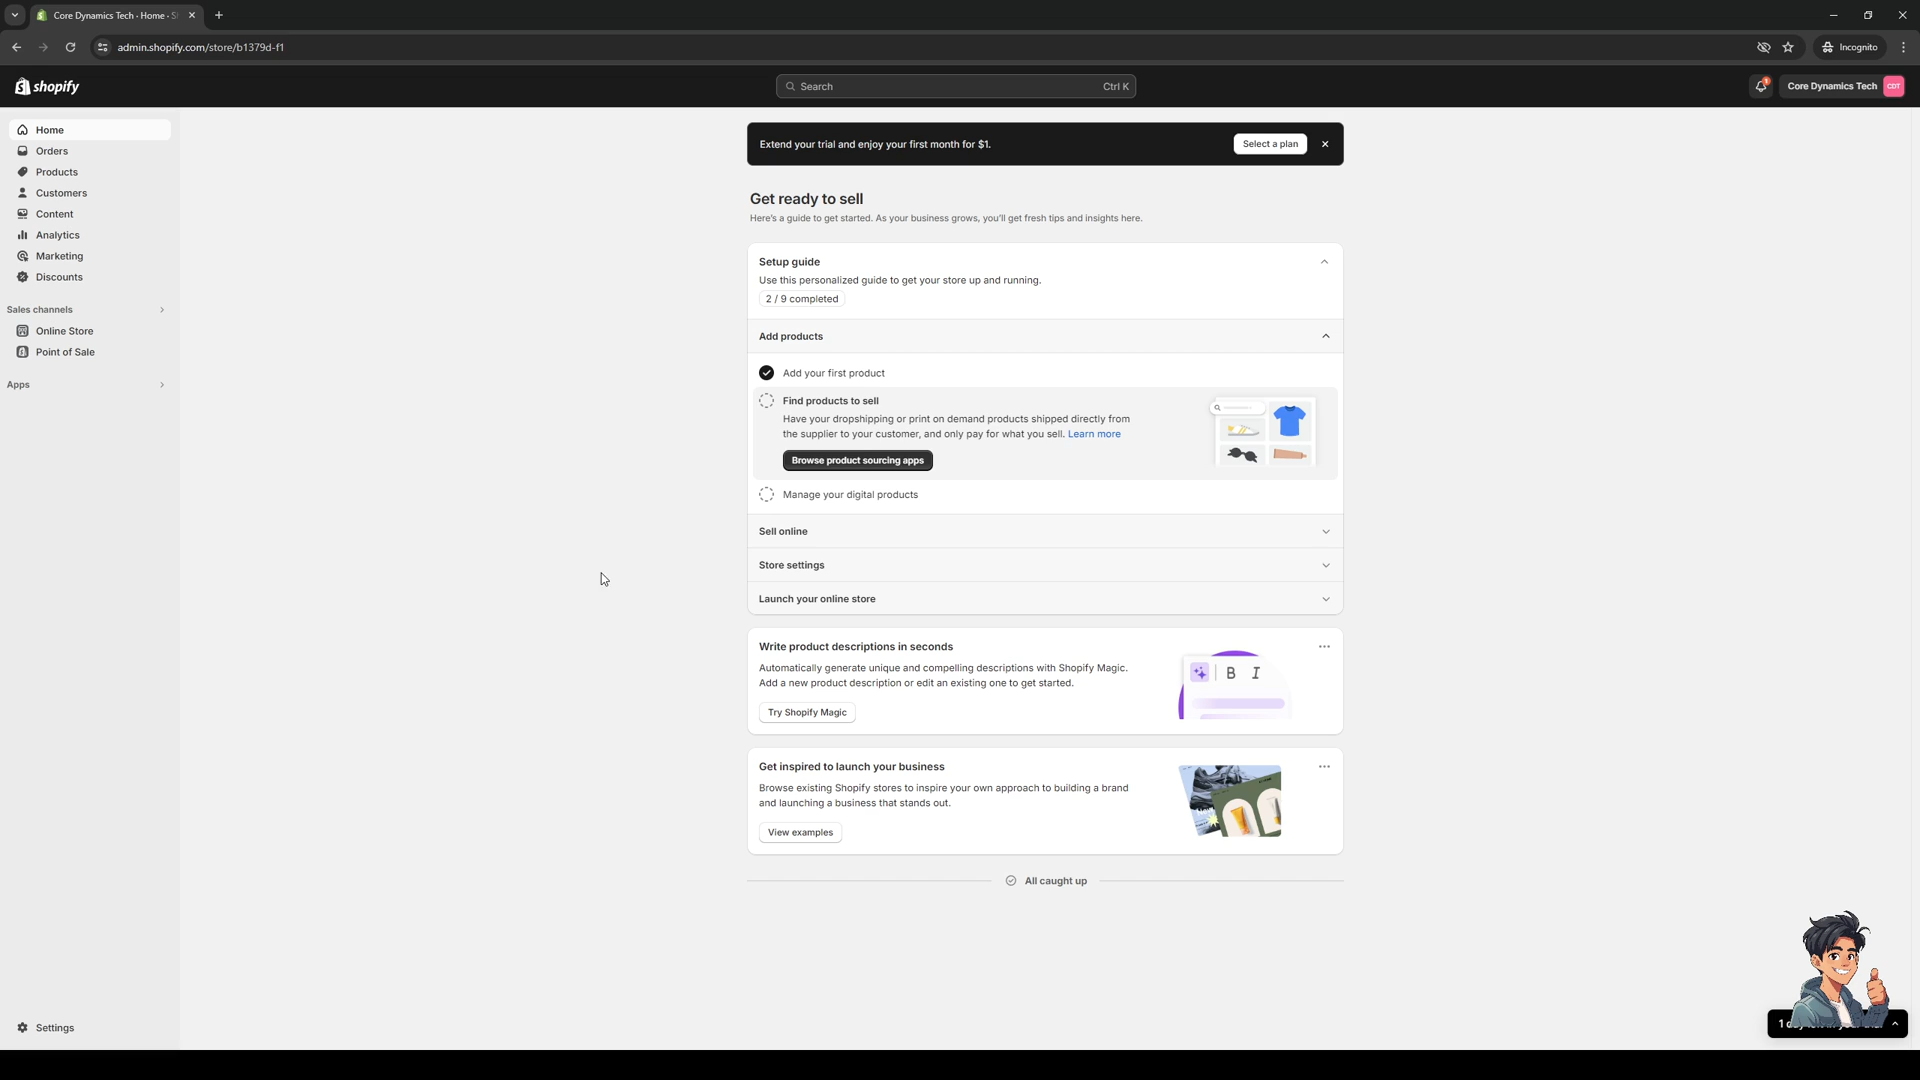 Core Dynamics Tech · Home · S
admin.shopify.com/store/b1379d-f1
Incognito
shopify
Search
Ctrl K
1
Core Dynamics Tech
CDT
Home
Orders
Products
Customers
Content
Analytics
Marketing
Discounts
Sales channels
Online Store
Point of Sale
Apps
Settings
Extend your trial and enjoy your first month for $1.
Select a plan
Get ready to sell
Here's a guide to get started. As your business grows, you'll get fresh tips and insights here.
Setup guide
Use this personalized guide to get your store up and running.
2 / 9 completed
Add products
Add your first product
Find products to sell
Have your dropshipping or print on demand products shipped directly from
the supplier to your customer, and only pay for what you sell. Learn more
Browse product sourcing apps
Manage your digital products
Sell online
Store settings
Launch your online store
Write product descriptions in seconds
Automatically generate unique and compelling descriptions with Shopify Magic.
Add a new product description or edit an existing one to get started.
Try Shopify Magic
B I
Get inspired to launch your business
Browse existing Shopify stores to inspire your own approach to building a brand
and launching a business that stands out.
View examples
All caught up
1